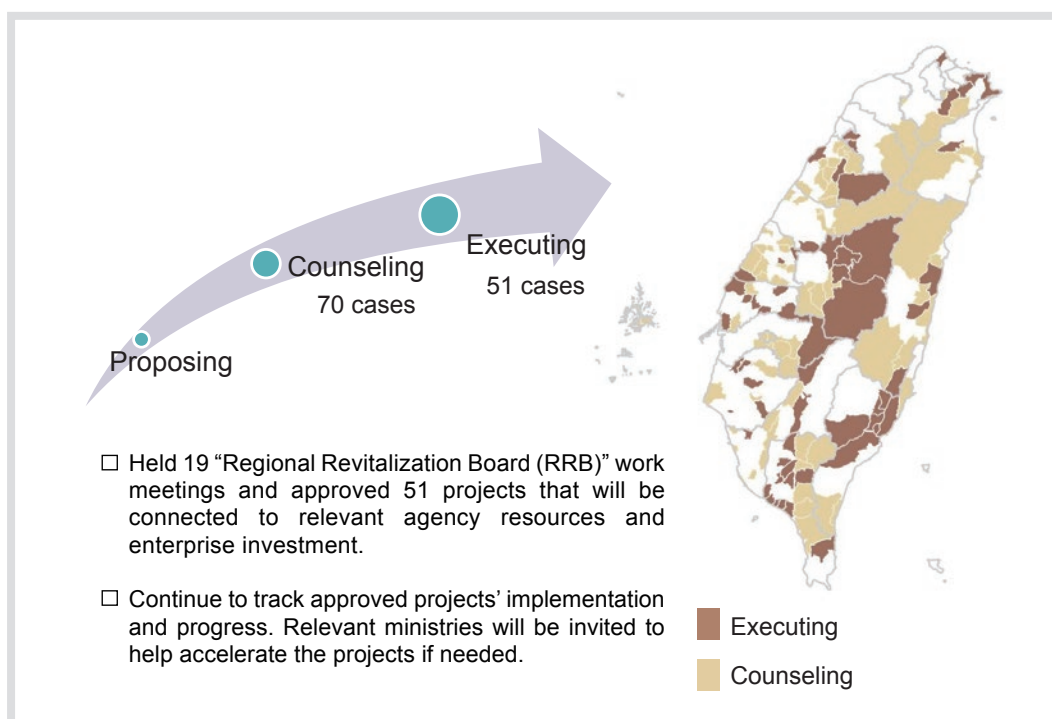 Proposing
Counseling
70 cases
Executing
51 cases
☐ Held 19 “Regional Revitalization Board (RRB)” work
meetings and approved 51 projects that will be
connected to relevant agency resources and
enterprise investment.
☐ Continue to track approved projects’ implementation
and progress. Relevant ministries will be invited to
help accelerate the projects if needed.
Executing
Counseling